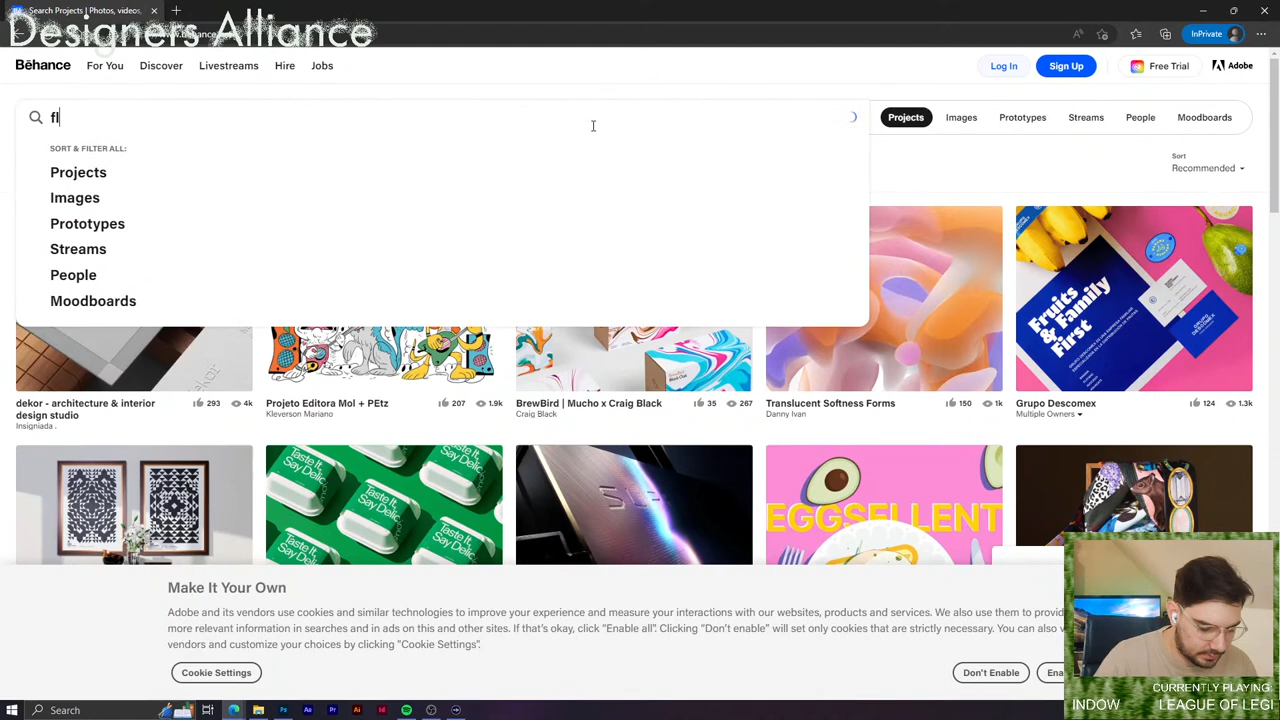 Search Projects | Photos, videos,
Designers Alliance
InPrivate
Bēhance
For You
Discover
Livestreams
Hire
Jobs
Log In
Sign Up
Free Trial
Adobe
fl
Projects
Images
Prototypes
Streams
People
Moodboards
SORT & FILTER ALL:
Projects
Images
Prototypes
Streams
People
Moodboards
Sort
Recommended
Fruits
& Family
First
GRUPO DESCOMEX
dekor - architecture & interior
design studio
Insigniada .
293
4k
Projeto Editora Mol + PEtz
Kleverson Mariano
207
1.9k
BrewBird | Mucho x Craig Black
Craig Black
35
267
Translucent Softness Forms
Danny Ivan
150
1k
Grupo Descomex
Multiple Owners
124
1.3k
Taste It,
Say Delic
EGGSELLENT
Make It Your Own
Adobe and its vendors use cookies and similar technologies to improve your experience and measure your interactions with our websites, products and services. We also use them to provid
more relevant information in searches and in ads on this and other sites. If that's okay, click "Enable all". Clicking "Don't enable" will set only cookies that are strictly necessary. You can also v
vendors and customize your choices by clicking "Cookie Settings".
Cookie Settings
Don't Enable
Ena
CURRENTLY PLAYING:
INDOW
LEAGUE OF LEGI
Search